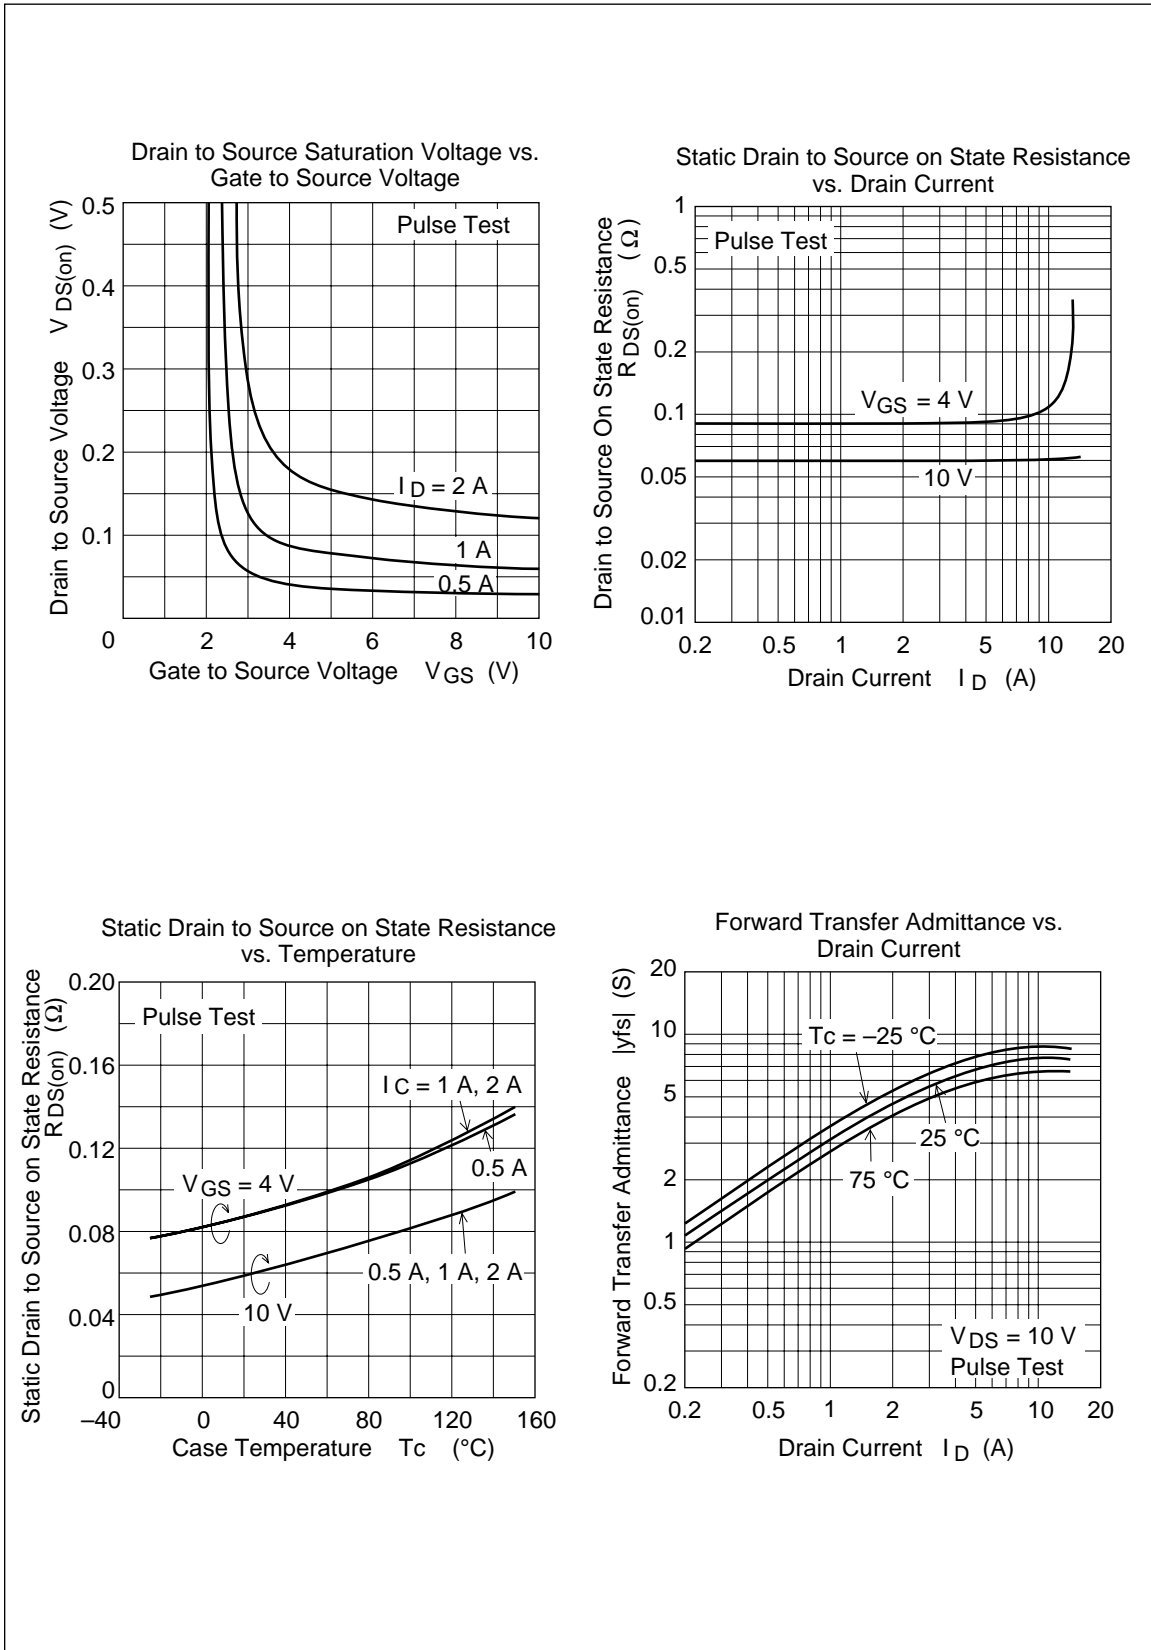 Drain to Source Saturation Voltage vs.
Gate to Source Voltage
Drain to Source Voltage V DS(on) (V)
0.5
0.4
0.3
0.2
0.1
Pulse Test
I D = 2 A
1 A
0.5 A
0 2 4 6 8 10
Gate to Source Voltage V GS (V)
Static Drain to Source on State Resistance
vs. Drain Current
Drain to Source On State Resistance
R DS(on) (Ω)
1
0.5
0.2
0.1
0.05
0.02
0.01
Pulse Test
VGS = 4 V
10 V
0.2 0.5 1 2 5 10 20
Drain Current I D (A)
Static Drain to Source on State Resistance
vs. Temperature
Static Drain to Source on State Resistance
R DS(on) (Ω)
0.20
0.16
0.12
0.08
0.04
0
Pulse Test
I C = 1 A, 2 A
0.5 A
V GS = 4 V
0.5 A, 1 A, 2 A
10 V
–40 0 40 80 120 160
Case Temperature Tc (°C)
Forward Transfer Admittance vs.
Drain Current
Forward Transfer Admittance |yfs| (S)
20
10
5
2
1
0.5
0.2
Tc = –25 °C
25 °C
75 °C
V DS = 10 V
Pulse Test
0.2 0.5 1 2 5 10 20
Drain Current I D (A)